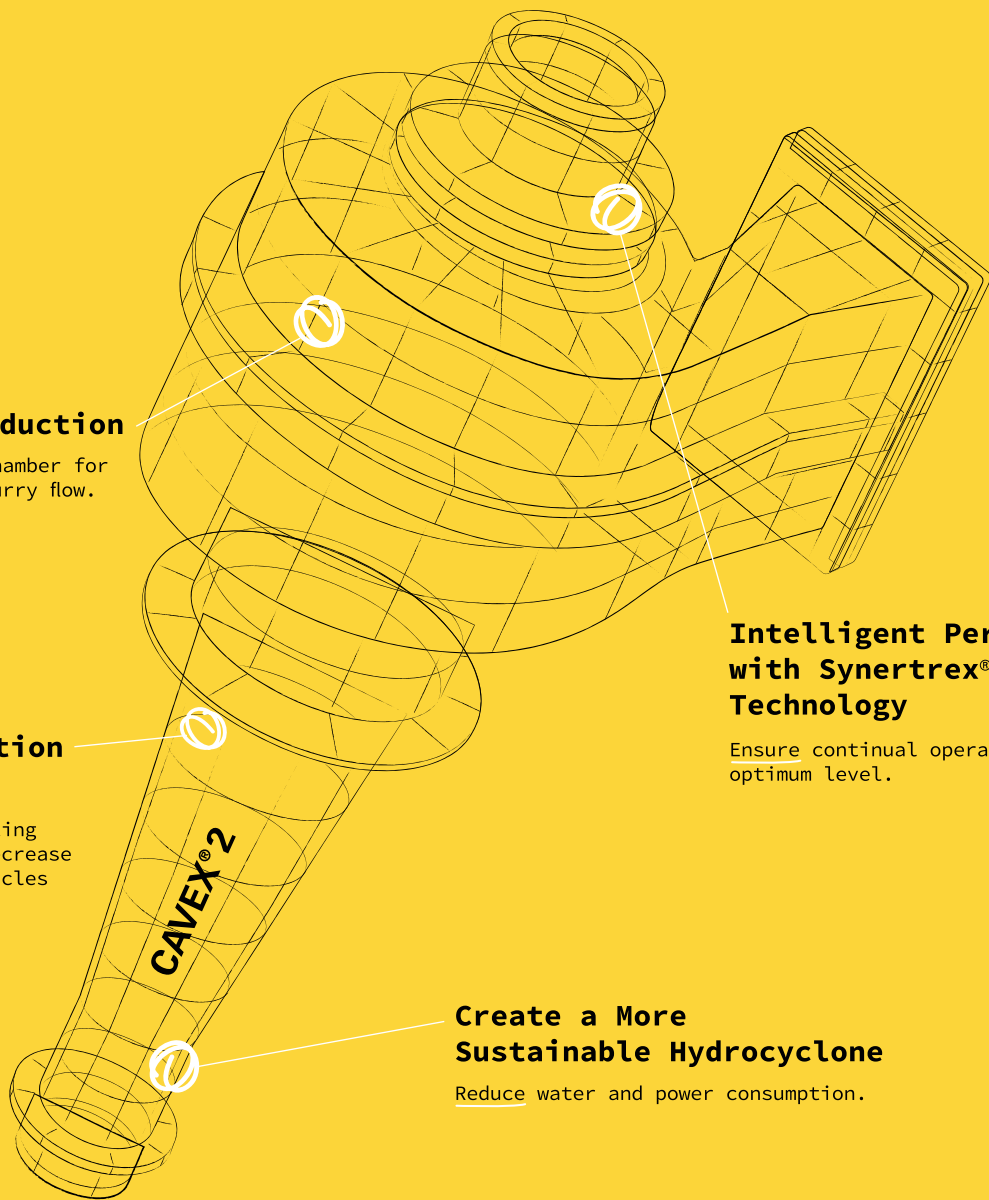 duction
amber for
rry flow.
Intelligent Per
with Synertrex®
Technology
Ensure continual opera
optimum level.
tion
ing
crease
cles
CAVEX® 2
Create a More
Sustainable Hydrocyclone
Reduce water and power consumption.